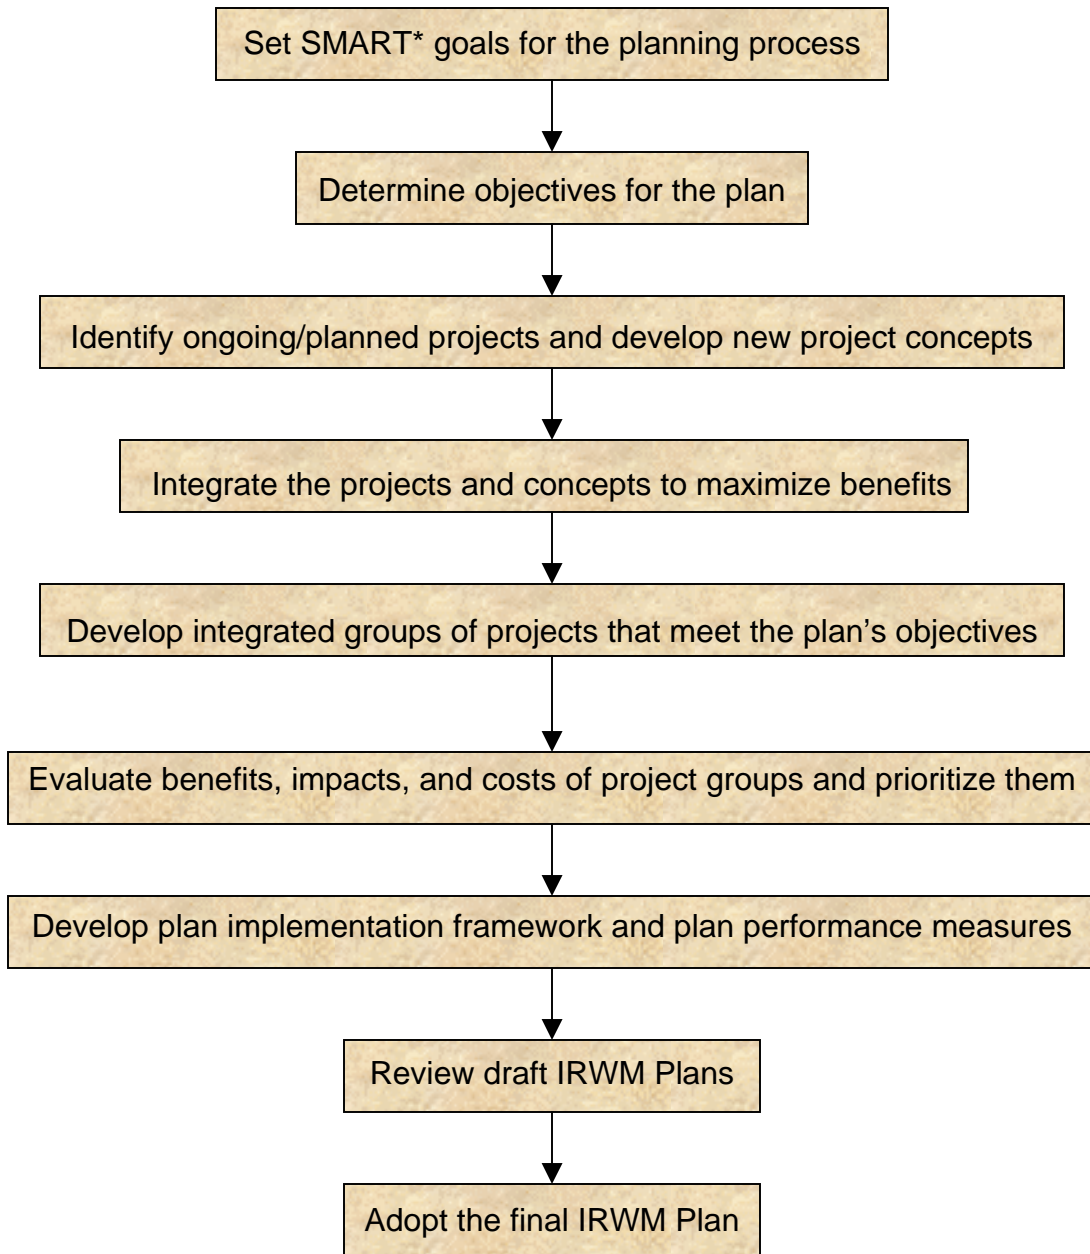 Set SMART* goals for the planning process
Determine objectives for the plan
Identify ongoing/planned projects and develop new project concepts
Integrate the projects and concepts to maximize benefits
Develop integrated groups of projects that meet the plan’s objectives
Evaluate benefits, impacts, and costs of project groups and prioritize them
Develop plan implementation framework and plan performance measures
Review draft IRWM Plans
Adopt the final IRWM Plan